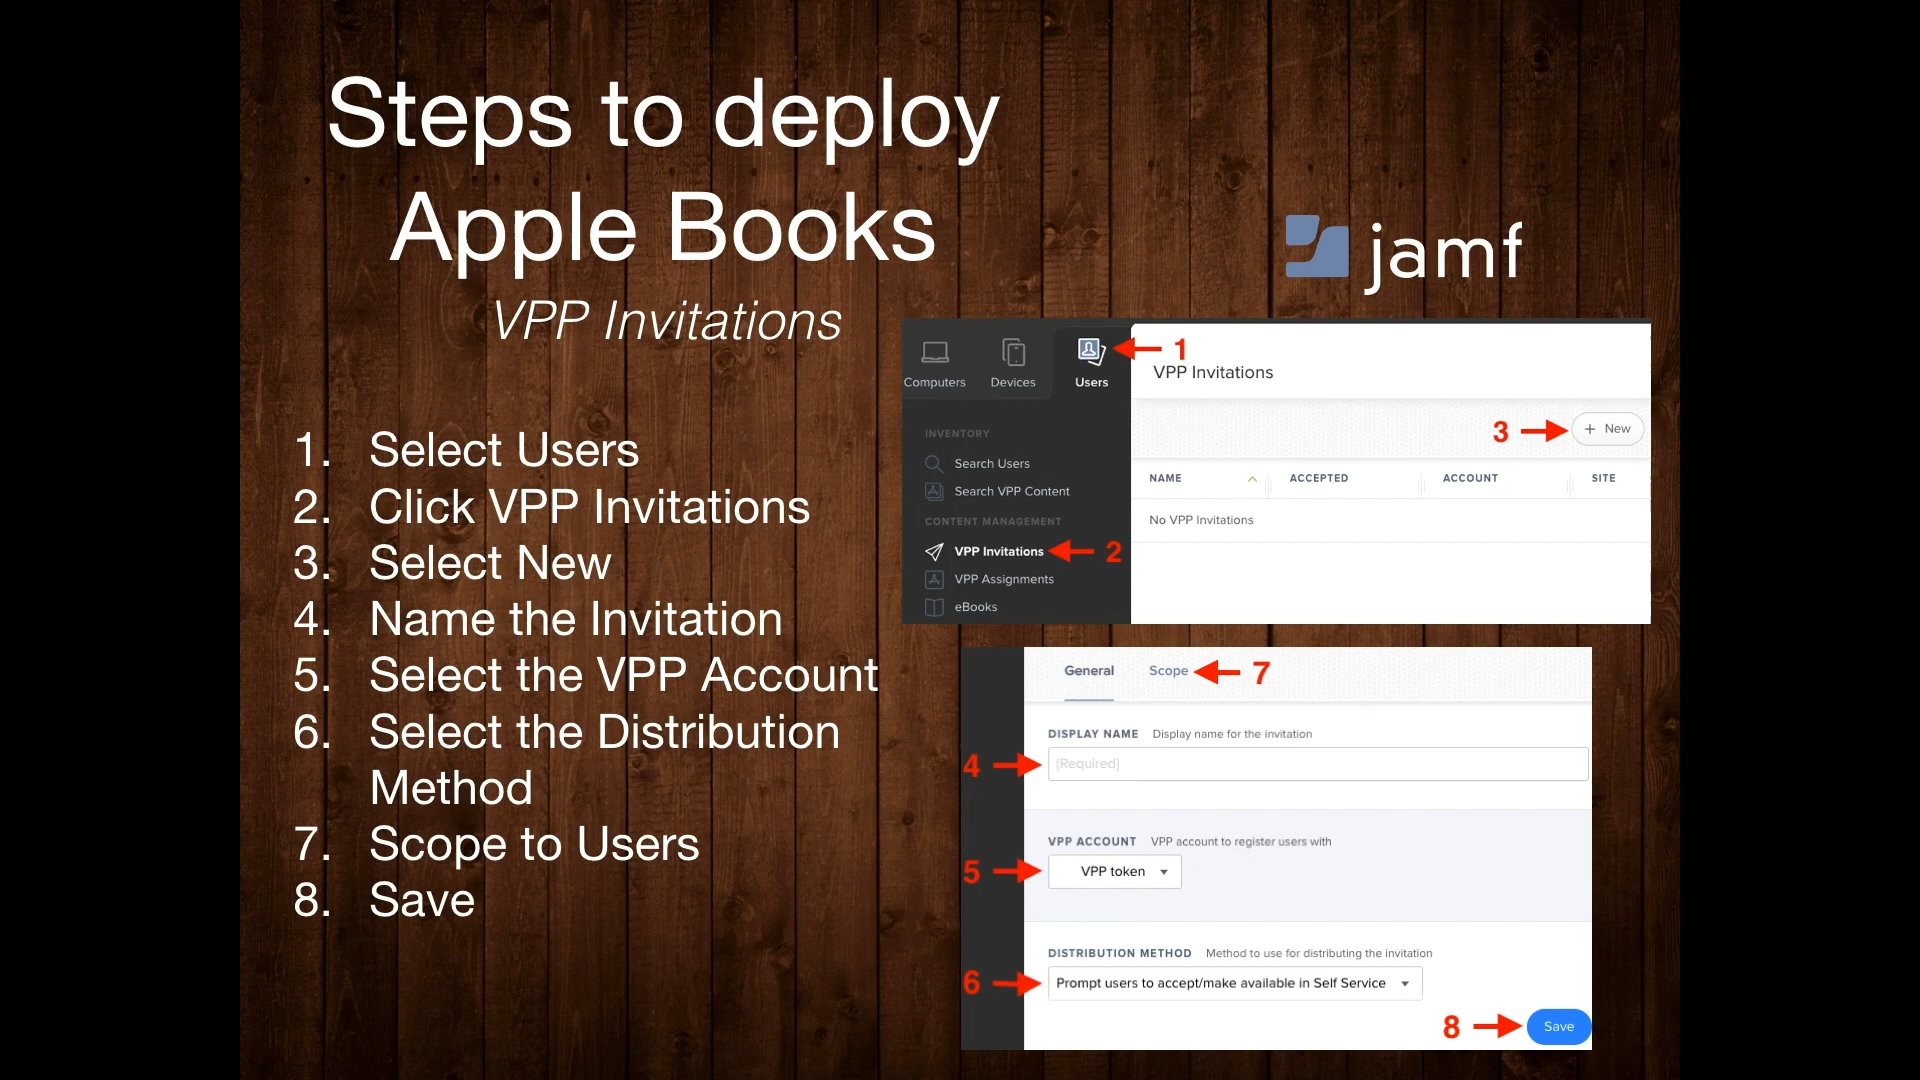 Steps to deploy
Apple Books
VPP Invitations
1. Select Users
2. Click VPP Invitations
3. Select New
4. Name the Invitation
5. Select the VPP Account
6. Select the Distribution
Method
7. Scope to Users
8. Save
jamf
Computers
Devices
Users
1
VPP Invitations
3
+ New
INVENTORY
Search Users
Search VPP Content
CONTENT MANAGEMENT
VPP Invitations
2
VPP Assignments
eBooks
NAME ACCEPTED ACCOUNT SITE
No VPP Invitations
General Scope 7
DISPLAY NAME Display name for the invitation
4 [Required]
VPP ACCOUNT VPP account to register users with
5 VPP token
DISTRIBUTION METHOD Method to use for distributing the invitation
6 Prompt users to accept/make available in Self Service
8 Save